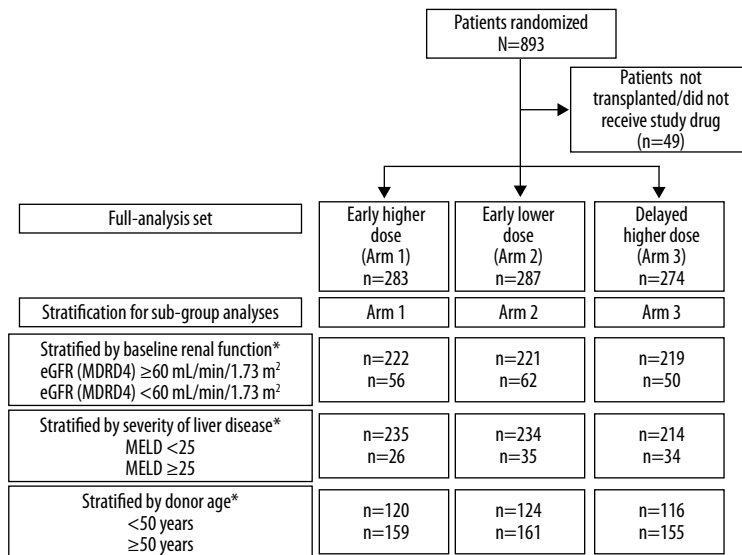 Patients randomized
N=893
Patients not
transplanted/did not
receive study drug
(n=49)
Full-analysis set
Early higher
dose
(Arm 1)
n=283
Early lower
dose
(Arm 2)
n=287
Delayed
higher dose
(Arm 3)
n=274
Stratification for sub-group analyses
Arm 1
Arm 2
Arm 3
Stratified by baseline renal function*
eGFR (MDRD4) ≥60 mL/min/1.73 m²
eGFR (MDRD4) <60 mL/min/1.73 m²
n=222
n=56
n=221
n=62
n=219
n=50
Stratified by severity of liver disease*
MELD <25
MELD ≥25
n=235
n=26
n=234
n=35
n=214
n=34
Stratified by donor age*
<50 years
≥50 years
n=120
n=159
n=124
n=161
n=116
n=155